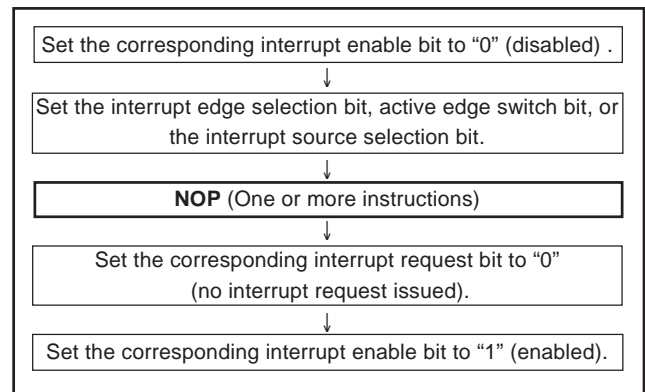 Set the corresponding interrupt enable bit to “0” (disabled) .
Set the interrupt edge selection bit, active edge switch bit, or
the interrupt source selection bit.
NOP (One or more instructions)
Set the corresponding interrupt request bit to “0”
(no interrupt request issued).
Set the corresponding interrupt enable bit to “1” (enabled).